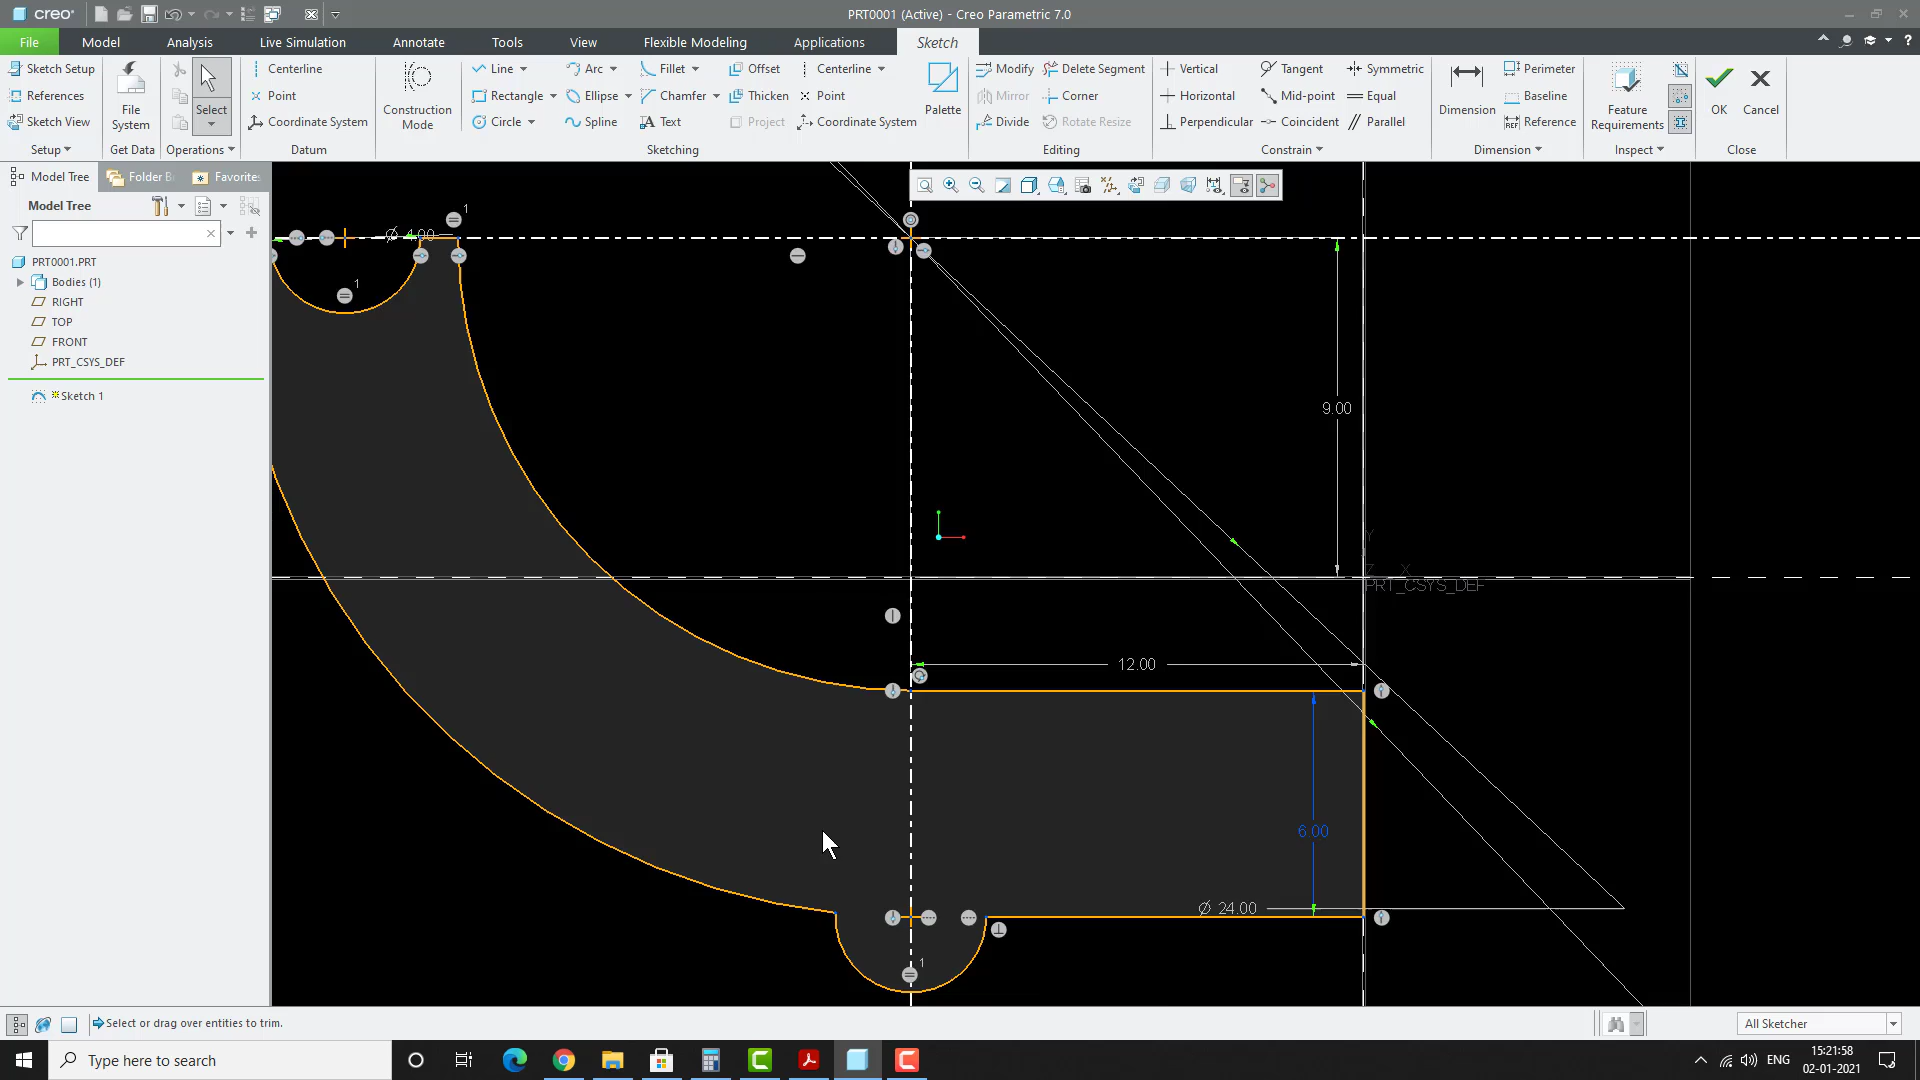 creo
PRT0001 (Active) - Creo Parametric 7.0
File Model Analysis Live Simulation Annotate Tools View Flexible Modeling Applications Sketch
Sketch Setup
References
Sketch View
Setup
File System
Get Data
Select
Operations
Centerline
Point
Coordinate System
Datum
Construction Mode
Line Arc Fillet Offset Centerline
Rectangle Ellipse Chamfer Thicken Point
Circle Spline Text Project Coordinate System
Palette
Sketching
Modify Delete Segment
Mirror Corner
Divide Rotate Resize
Editing
Vertical Tangent Symmetric
Horizontal Mid-point Equal
Perpendicular Coincident Parallel
Constrain
Dimension
Perimeter
Baseline
REF Reference
Dimension
Feature Requirements
Inspect
OK Cancel
Close
Model Tree Folder B Favorite
Model Tree
PRT0001.PRT
Bodies (1)
RIGHT
TOP
FRONT
PRT_CSYS_DEF
Sketch 1
1
Ø 4.00
1
9.00
Y
Z X
PRT_CSYS_DEF
12.00
6.00
Ø 24.00
1
Select or drag over entities to trim.
All Sketcher
Type here to search
ENG
15:21:58
02-01-2021